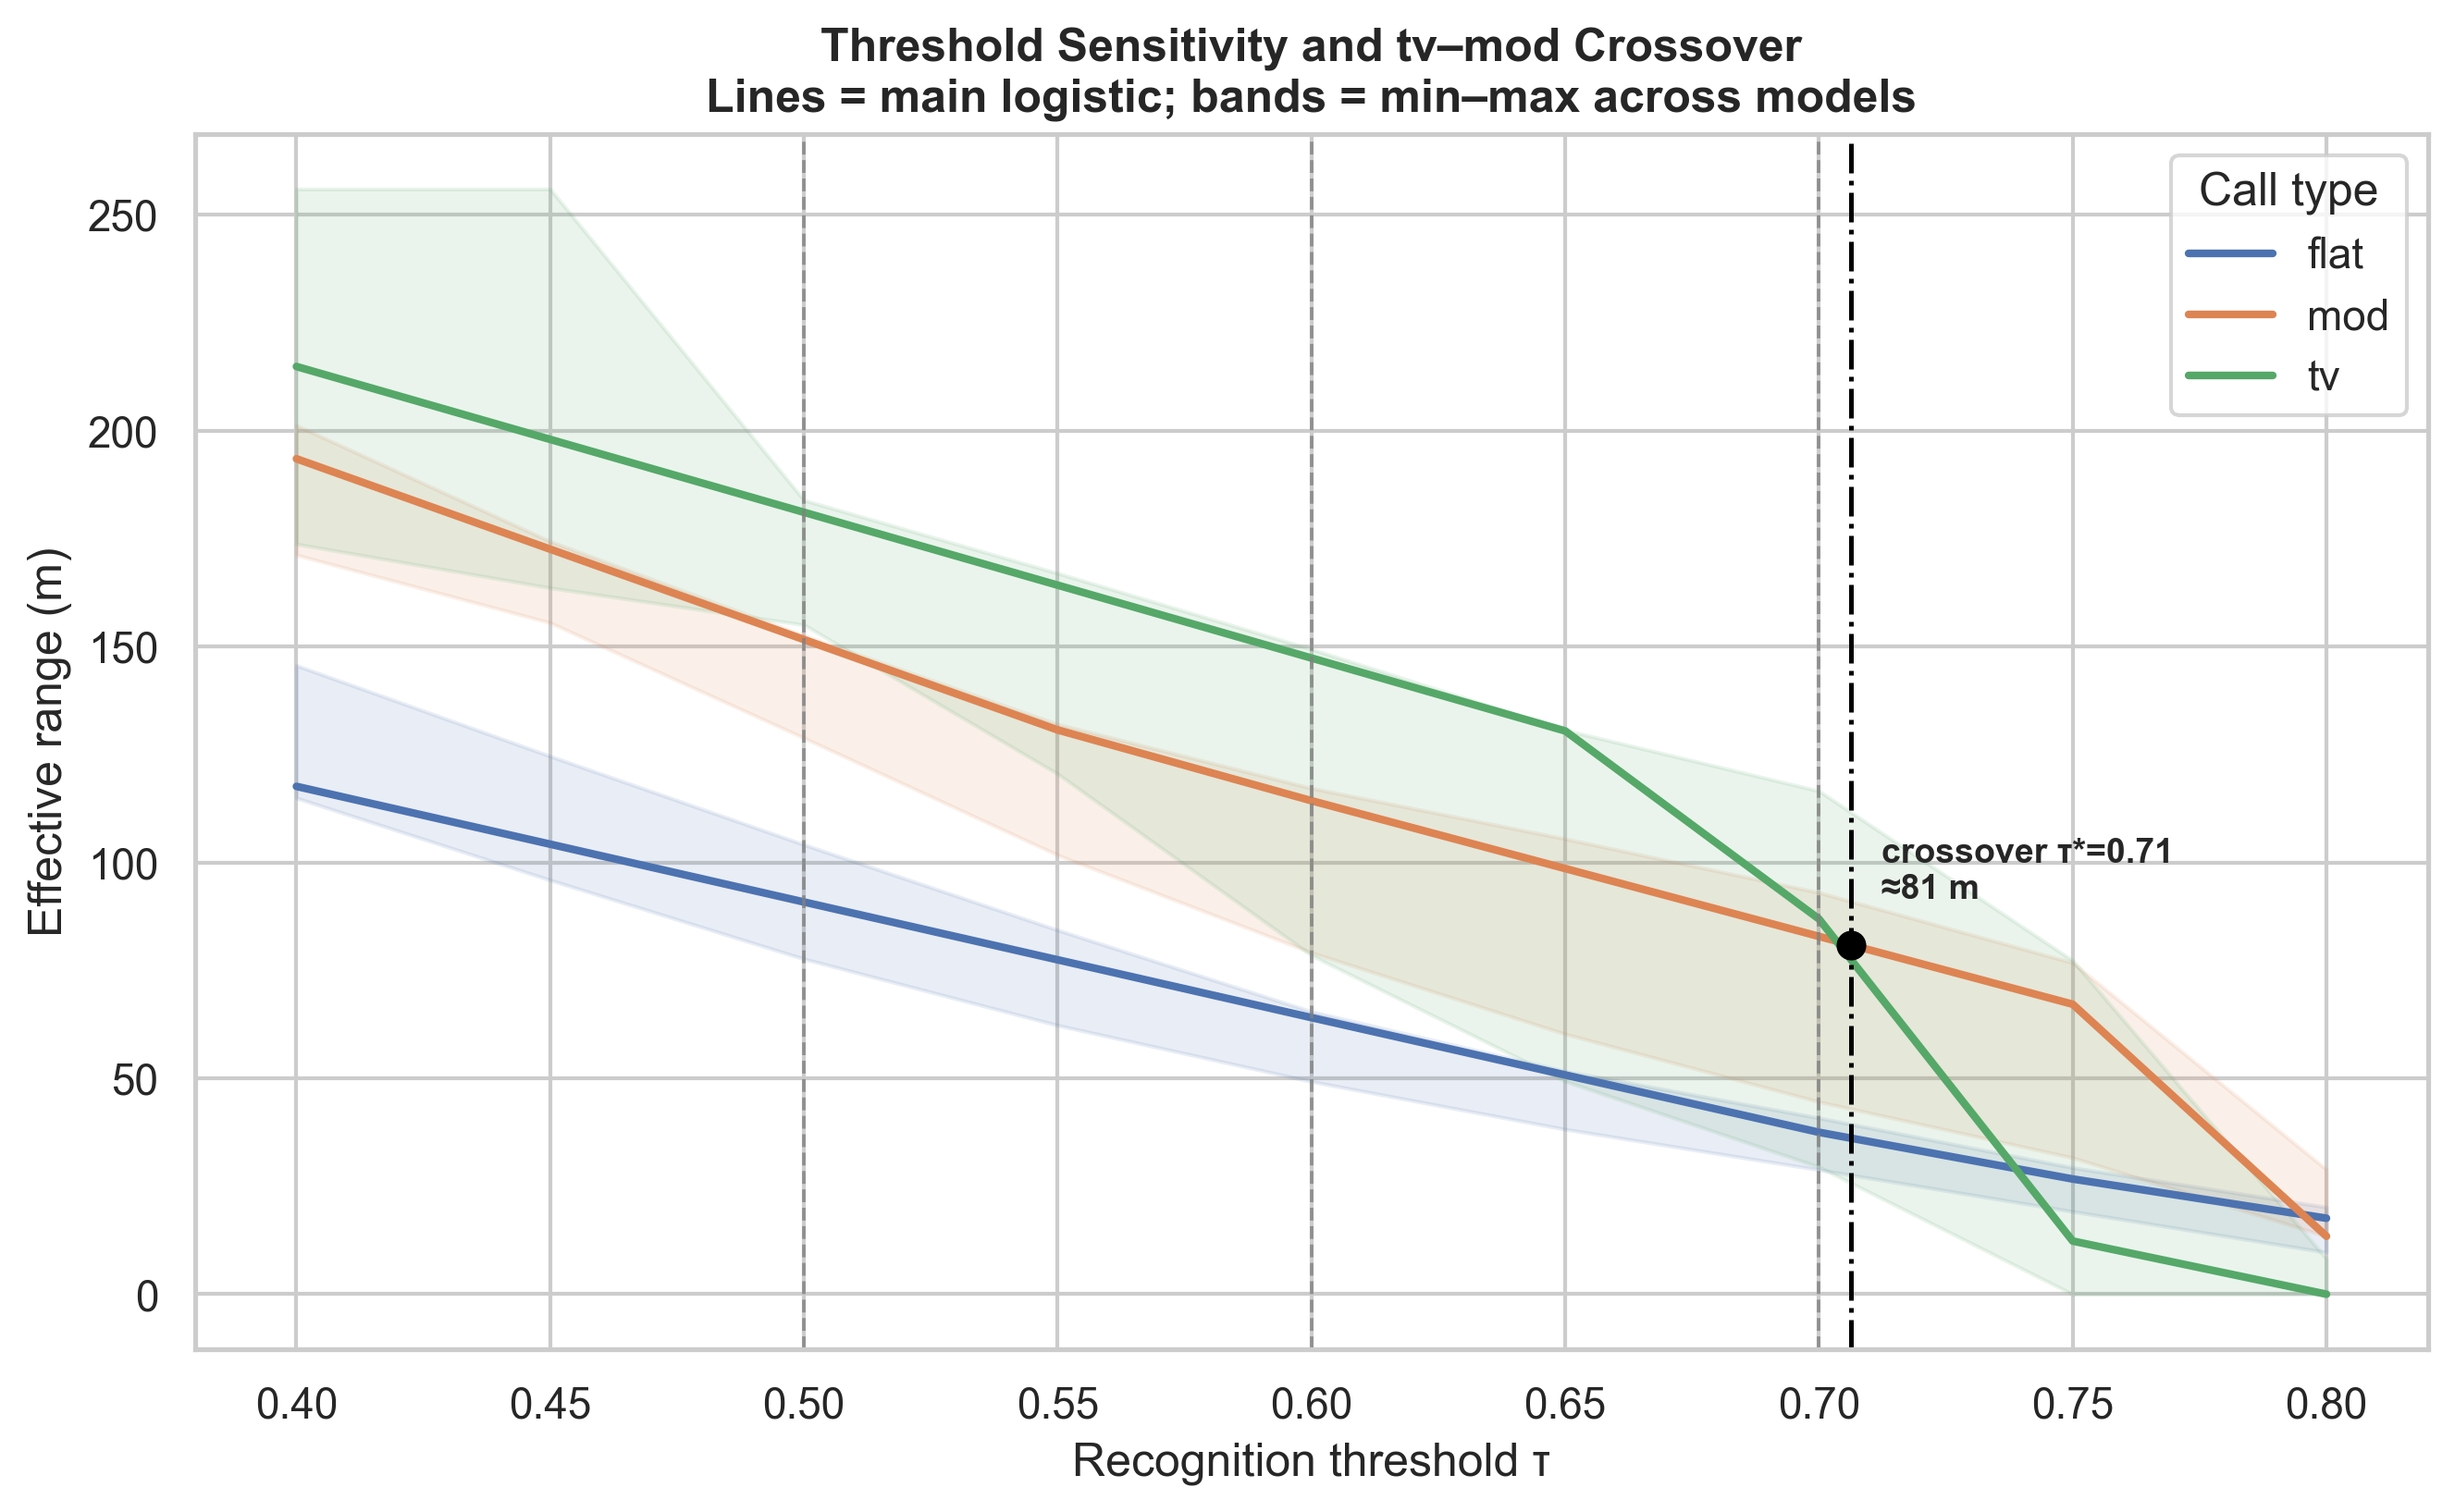 Threshold Sensitivity and tv–mod Crossover
Lines = main logistic; bands = min–max across models
Effective range (m)
250
200
150
100
50
0
Call type
flat
mod
tv
crossover τ*=0.71
≈81 m
0.40 0.45 0.50 0.55 0.60 0.65 0.70 0.75 0.80
Recognition threshold τ